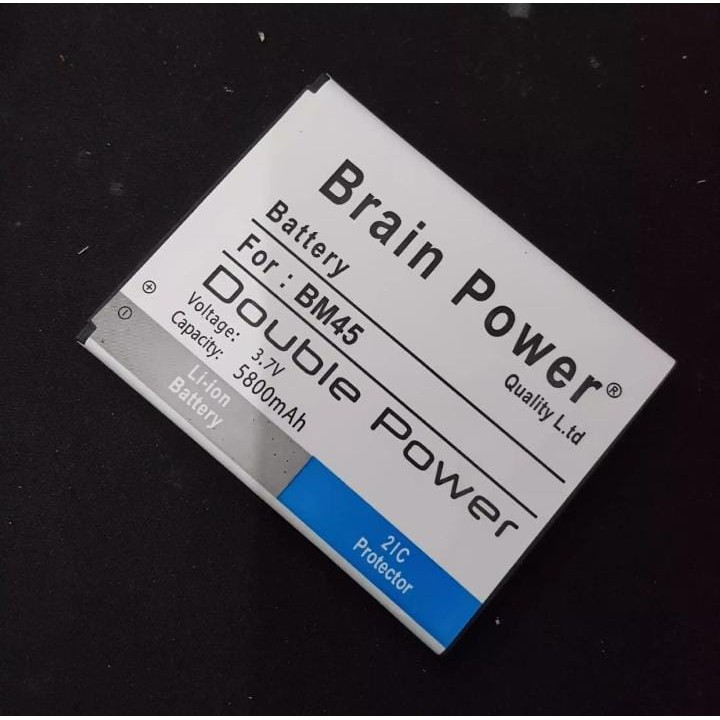 Brain Power®
Quality L.td
Battery
For : BM45
Double Power
Voltage: 3.7V
Capacity: 5800mAh
Li-ion
Battery
2IC
Protector